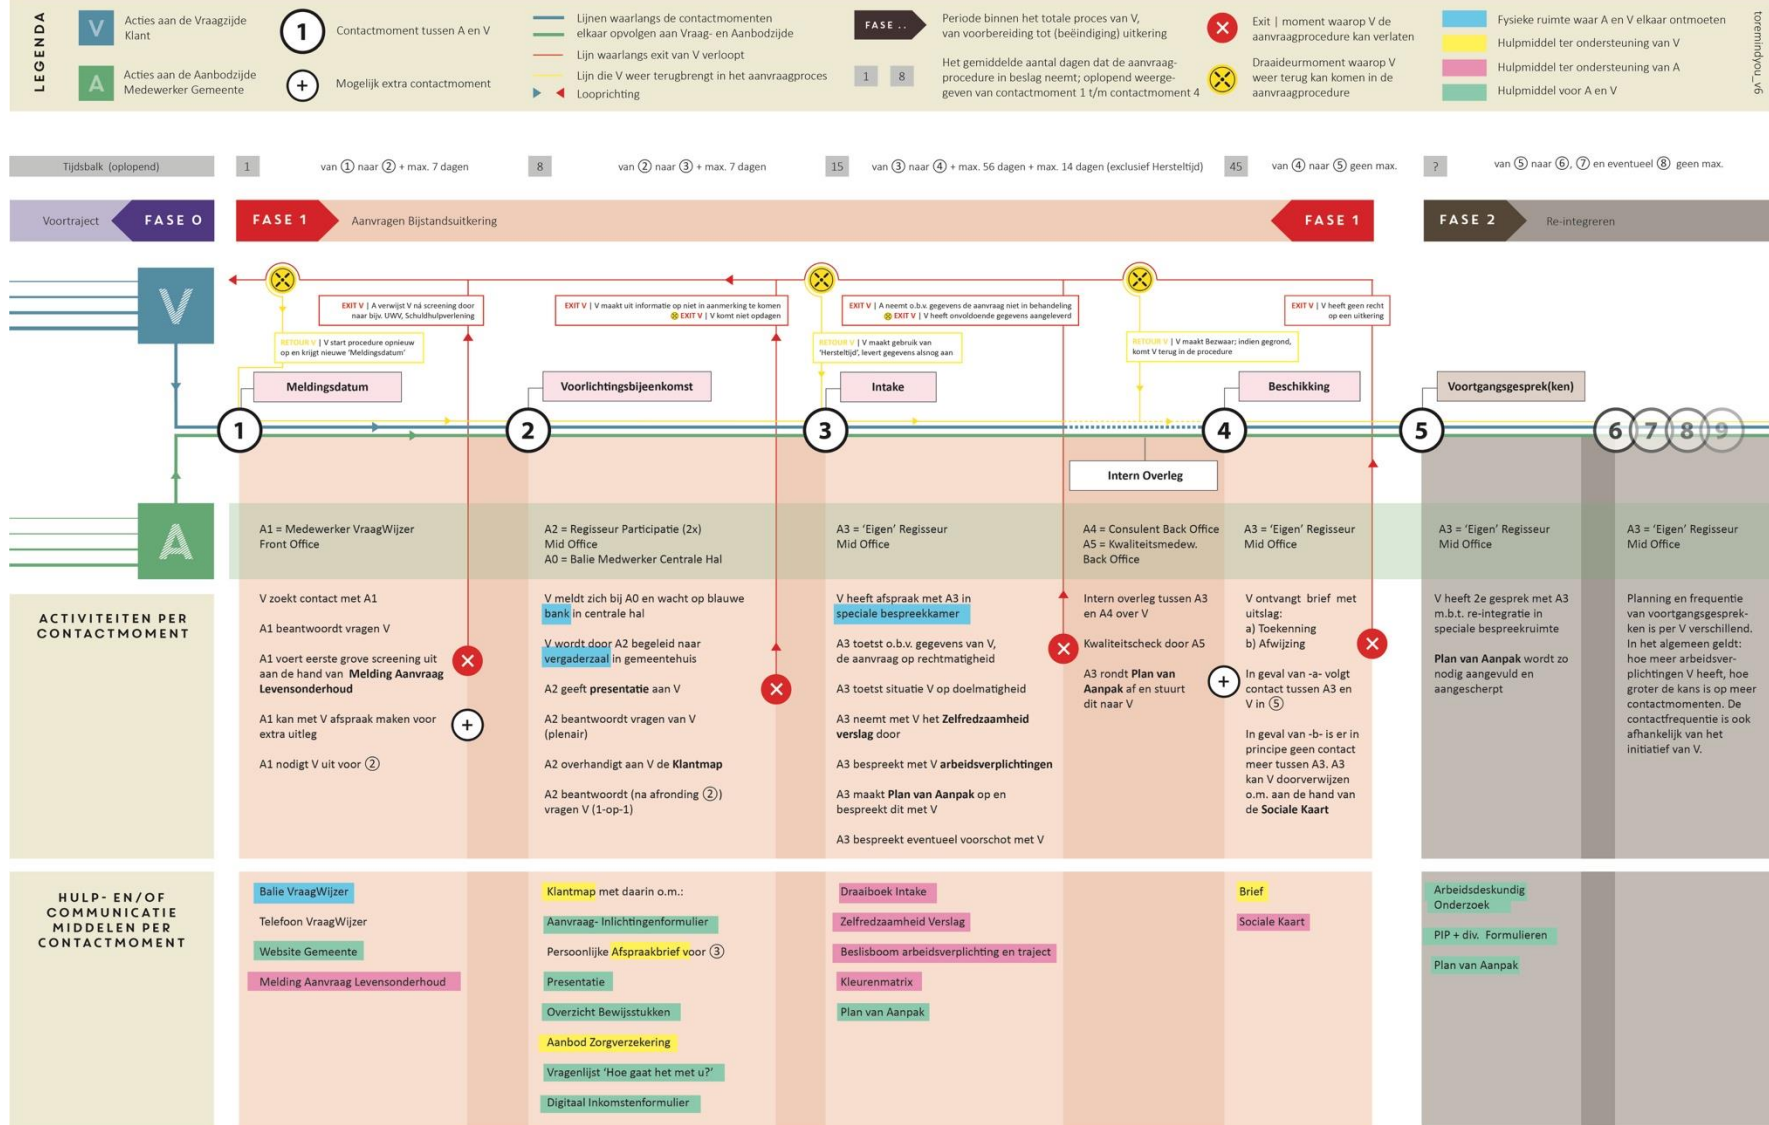 LEGENDA
V
Acties aan de Vraagzijde
Klant
A
Acties aan de Aanbodzijde
Medewerker Gemeente
1
Contactmoment tussen A en V
+
Mogelijk extra contactmoment
Lijnen waarlangs de contactmomenten
elkaar opvolgen aan Vraag- en Aanbodzijde
Lijn waarlangs exit van V verloopt
Lijn die V weer terugbrengt in het aanvraagproces
Looprichting
FASE ..
Periode binnen het totale proces van V,
van voorbereiding tot (beëindiging) uitkering
1 8
Het gemiddelde aantal dagen dat de aanvraag-
procedure in beslag neemt; oplopend weerge-
geven van contactmoment 1 t/m contactmoment 4
Exit | moment waarop V de
aanvraagprocedure kan verlaten
Draaideurmoment waarop V
weer terug kan komen in de
aanvraagprocedure
Fysieke ruimte waar A en V elkaar ontmoeten
Hulpmiddel ter ondersteuning van V
Hulpmiddel ter ondersteuning van A
Hulpmiddel voor A en V
toremindyou_v6
Tijdsbalk (oplopend)
1
van ① naar ② + max. 7 dagen
8
van ② naar ③ + max. 7 dagen
15
van ③ naar ④ + max. 56 dagen + max. 14 dagen (exclusief Hersteltijd)
45
van ④ naar ⑤ geen max.
?
van ⑤ naar ⑥, ⑦ en eventueel ⑧ geen max.
Voortraject
FASE 0
FASE 1
Aanvragen Bijstandsuitkering
FASE 1
FASE 2
Re-integreren
V
EXIT V | A verwijst V ná screening door
naar bijv. UWV, Schuldhulpverlening
RETOUR V | V start procedure opnieuw
op en krijgt nieuwe 'Meldingsdatum'
EXIT V | V maakt uit informatie op niet in aanmerking te komen
EXIT V | V komt niet opdagen
RETOUR V | V maakt gebruik van
'Hersteltijd', levert gegevens alsnog aan
EXIT V | A neemt o.b.v. gegevens de aanvraag niet in behandeling
EXIT V | V heeft onvoldoende gegevens aangeleverd
RETOUR V | V maakt Bezwaar; indien gegrond,
komt V terug in de procedure
EXIT V | V heeft geen recht
op een uitkering
Meldingsdatum
Voorlichtingsbijeenkomst
Intake
Beschikking
Voortgangsgesprek(ken)
1
2
3
4
5
6
7
8
9
Intern Overleg
A
A1 = Medewerker VraagWijzer
Front Office
A2 = Regisseur Participatie (2x)
Mid Office
A0 = Balie Medwerker Centrale Hal
A3 = 'Eigen' Regisseur
Mid Office
A4 = Consulent Back Office
A5 = Kwaliteitsmedew.
Back Office
A3 = 'Eigen' Regisseur
Mid Office
A3 = 'Eigen' Regisseur
Mid Office
A3 = 'Eigen' Regisseur
Mid Office
ACTIVITEITEN PER
CONTACTMOMENT
V zoekt contact met A1
A1 beantwoordt vragen V
A1 voert eerste grove screening uit
aan de hand van Melding Aanvraag
Levensonderhoud
A1 kan met V afspraak maken voor
extra uitleg
+
A1 nodigt V uit voor ②
V meldt zich bij A0 en wacht op blauwe
bank in centrale hal
V wordt door A2 begeleid naar
vergaderzaal in gemeentehuis
A2 geeft presentatie aan V
A2 beantwoordt vragen van V
(plenair)
A2 overhandigt aan V de Klantmap
A2 beantwoordt (na afronding ②)
vragen V (1-op-1)
V heeft afspraak met A3 in
speciale bespreekkamer
A3 toetst o.b.v. gegevens van V,
de aanvraag op rechtmatigheid
A3 toetst situatie V op doelmatigheid
A3 neemt met V het Zelfredzaamheid
verslag door
A3 bespreekt met V arbeidsverplichtingen
A3 maakt Plan van Aanpak op en
bespreekt dit met V
A3 bespreekt eventueel voorschot met V
Intern overleg tussen A3
en A4 over V
Kwaliteitscheck door A5
A3 rondt Plan van
Aanpak af en stuurt
dit naar V
+
V ontvangt brief met
uitslag:
a) Toekenning
b) Afwijzing
In geval van -a- volgt
contact tussen A3 en
V in ⑤
In geval van -b- is er in
principe geen contact
meer tussen A3. A3
kan V doorverwijzen
o.m. aan de hand van
de Sociale Kaart
V heeft 2e gesprek met A3
m.b.t. re-integratie in
speciale bespreekruimte
Plan van Aanpak wordt zo
nodig aangevuld en
aangescherpt
Planning en frequentie
van voortgangsgesprek-
ken is per V verschillend.
In het algemeen geldt:
hoe meer arbeidsver-
plichtingen V heeft, hoe
groter de kans is op meer
contactmomenten. De
contactfrequentie is ook
afhankelijk van het
initiatief van V.
HULP- EN/OF
COMMUNICATIE
MIDDELEN PER
CONTACTMOMENT
Balie VraagWijzer
Telefoon VraagWijzer
Website Gemeente
Melding Aanvraag Levensonderhoud
Klantmap met daarin o.m.:
Aanvraag- Inlichtingenformulier
Persoonlijke Afspraakbrief voor ③
Presentatie
Overzicht Bewijsstukken
Aanbod Zorgverzekering
Vragenlijst 'Hoe gaat het met u?'
Digitaal Inkomstenformulier
Draaiboek Intake
Zelfredzaamheid Verslag
Beslisboom arbeidsverplichting en traject
Kleurenmatrix
Plan van Aanpak
Brief
Sociale Kaart
Arbeidsdeskundig
Onderzoek
PIP + div. Formulieren
Plan van Aanpak